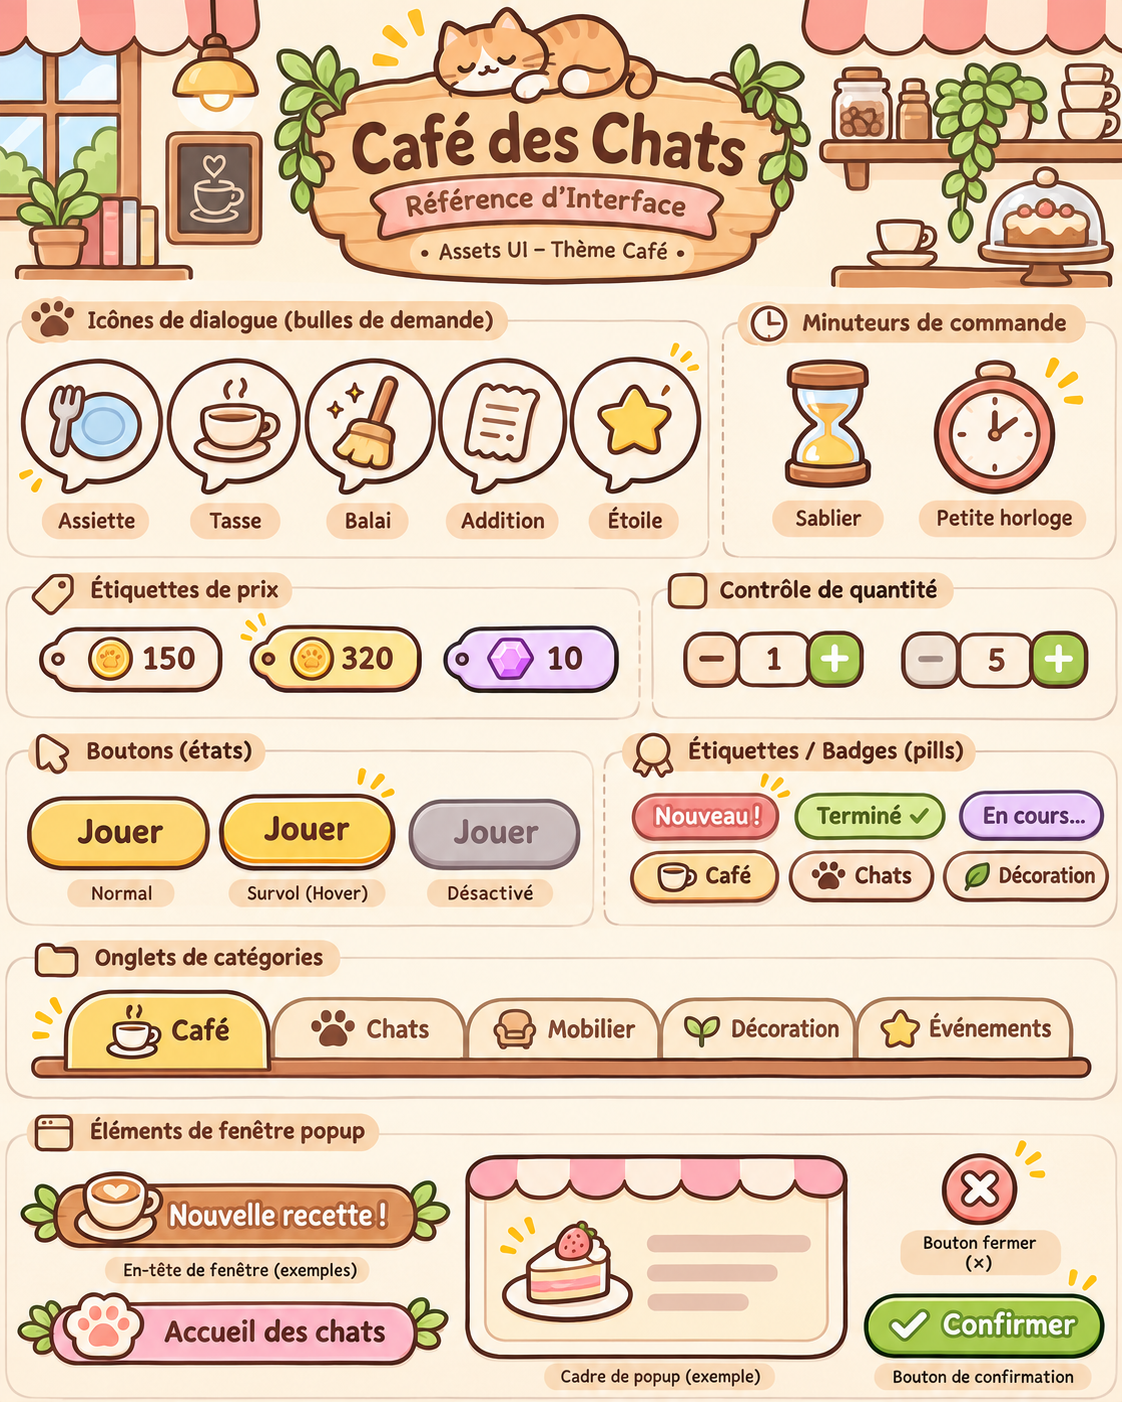 Café des Chats
Référence d'Interface
• Assets UI – Thème Café •
Icônes de dialogue (bulles de demande)
Assiette
Tasse
Balai
Addition
Étoile
Minuteurs de commande
Sablier
Petite horloge
Étiquettes de prix
150
320
10
Contrôle de quantité
− 1 +
− 5 +
Boutons (états)
Jouer
Jouer
Jouer
Normal
Survol (Hover)
Désactivé
Étiquettes / Badges (pills)
Nouveau !
Terminé ✓
En cours...
Café
Chats
Décoration
Onglets de catégories
Café
Chats
Mobilier
Décoration
Événements
Éléments de fenêtre popup
Nouvelle recette !
En-tête de fenêtre (exemples)
Accueil des chats
Cadre de popup (exemple)
Bouton fermer
(×)
Confirmer
Bouton de confirmation